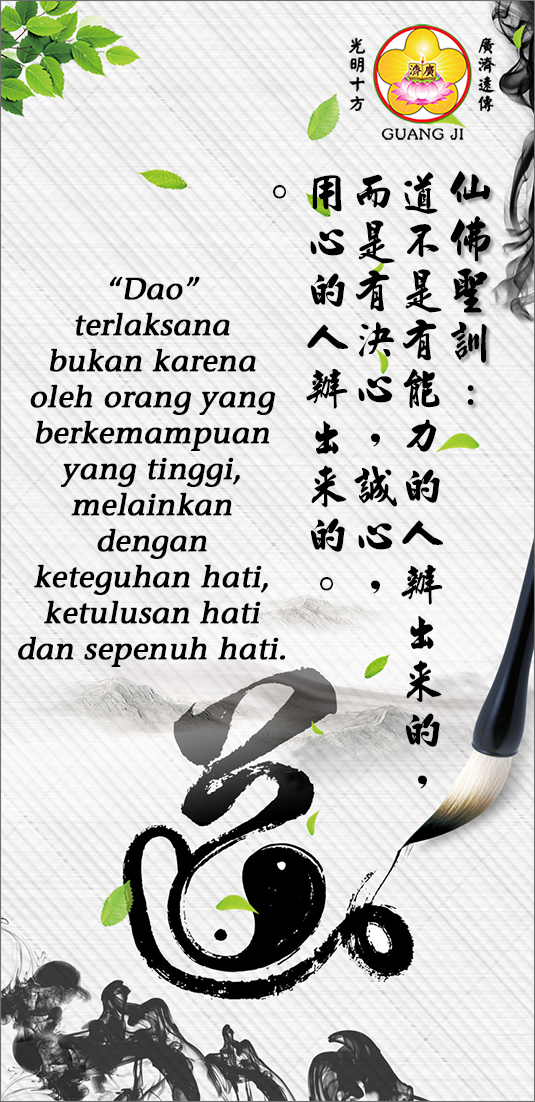 光明十方
廣濟遠傳
廣濟
GUANG JI
仙佛聖訓：
道不是有能力的人辦出來的，
而是有決心，誠心，
用心的人辦出來的。
。
“Dao”
terlaksana
bukan karena
oleh orang yang
berkemampuan
yang tinggi,
melainkan
dengan
keteguhan hati,
ketulusan hati
dan sepenuh hati.